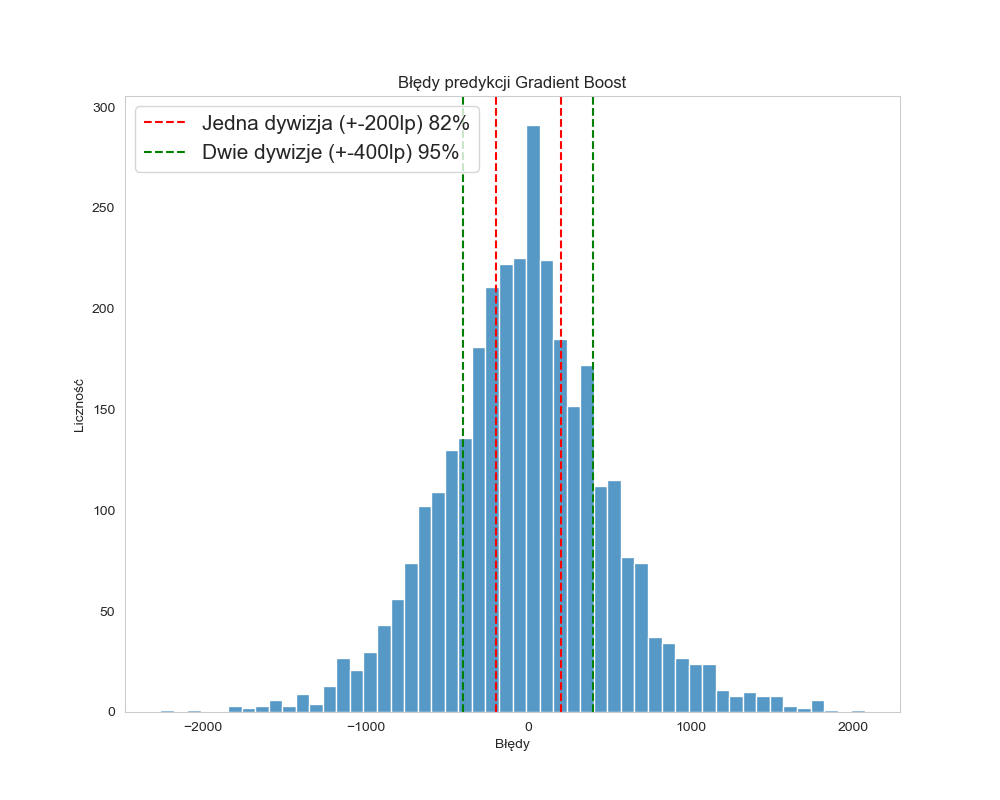 Błędy predykcji Gradient Boost
Jedna dywizja (+-200lp) 82%
Dwie dywizje (+-400lp) 95%
300
250
200
150
100
50
0
Liczność
−2000
−1000
0
1000
2000
Błędy